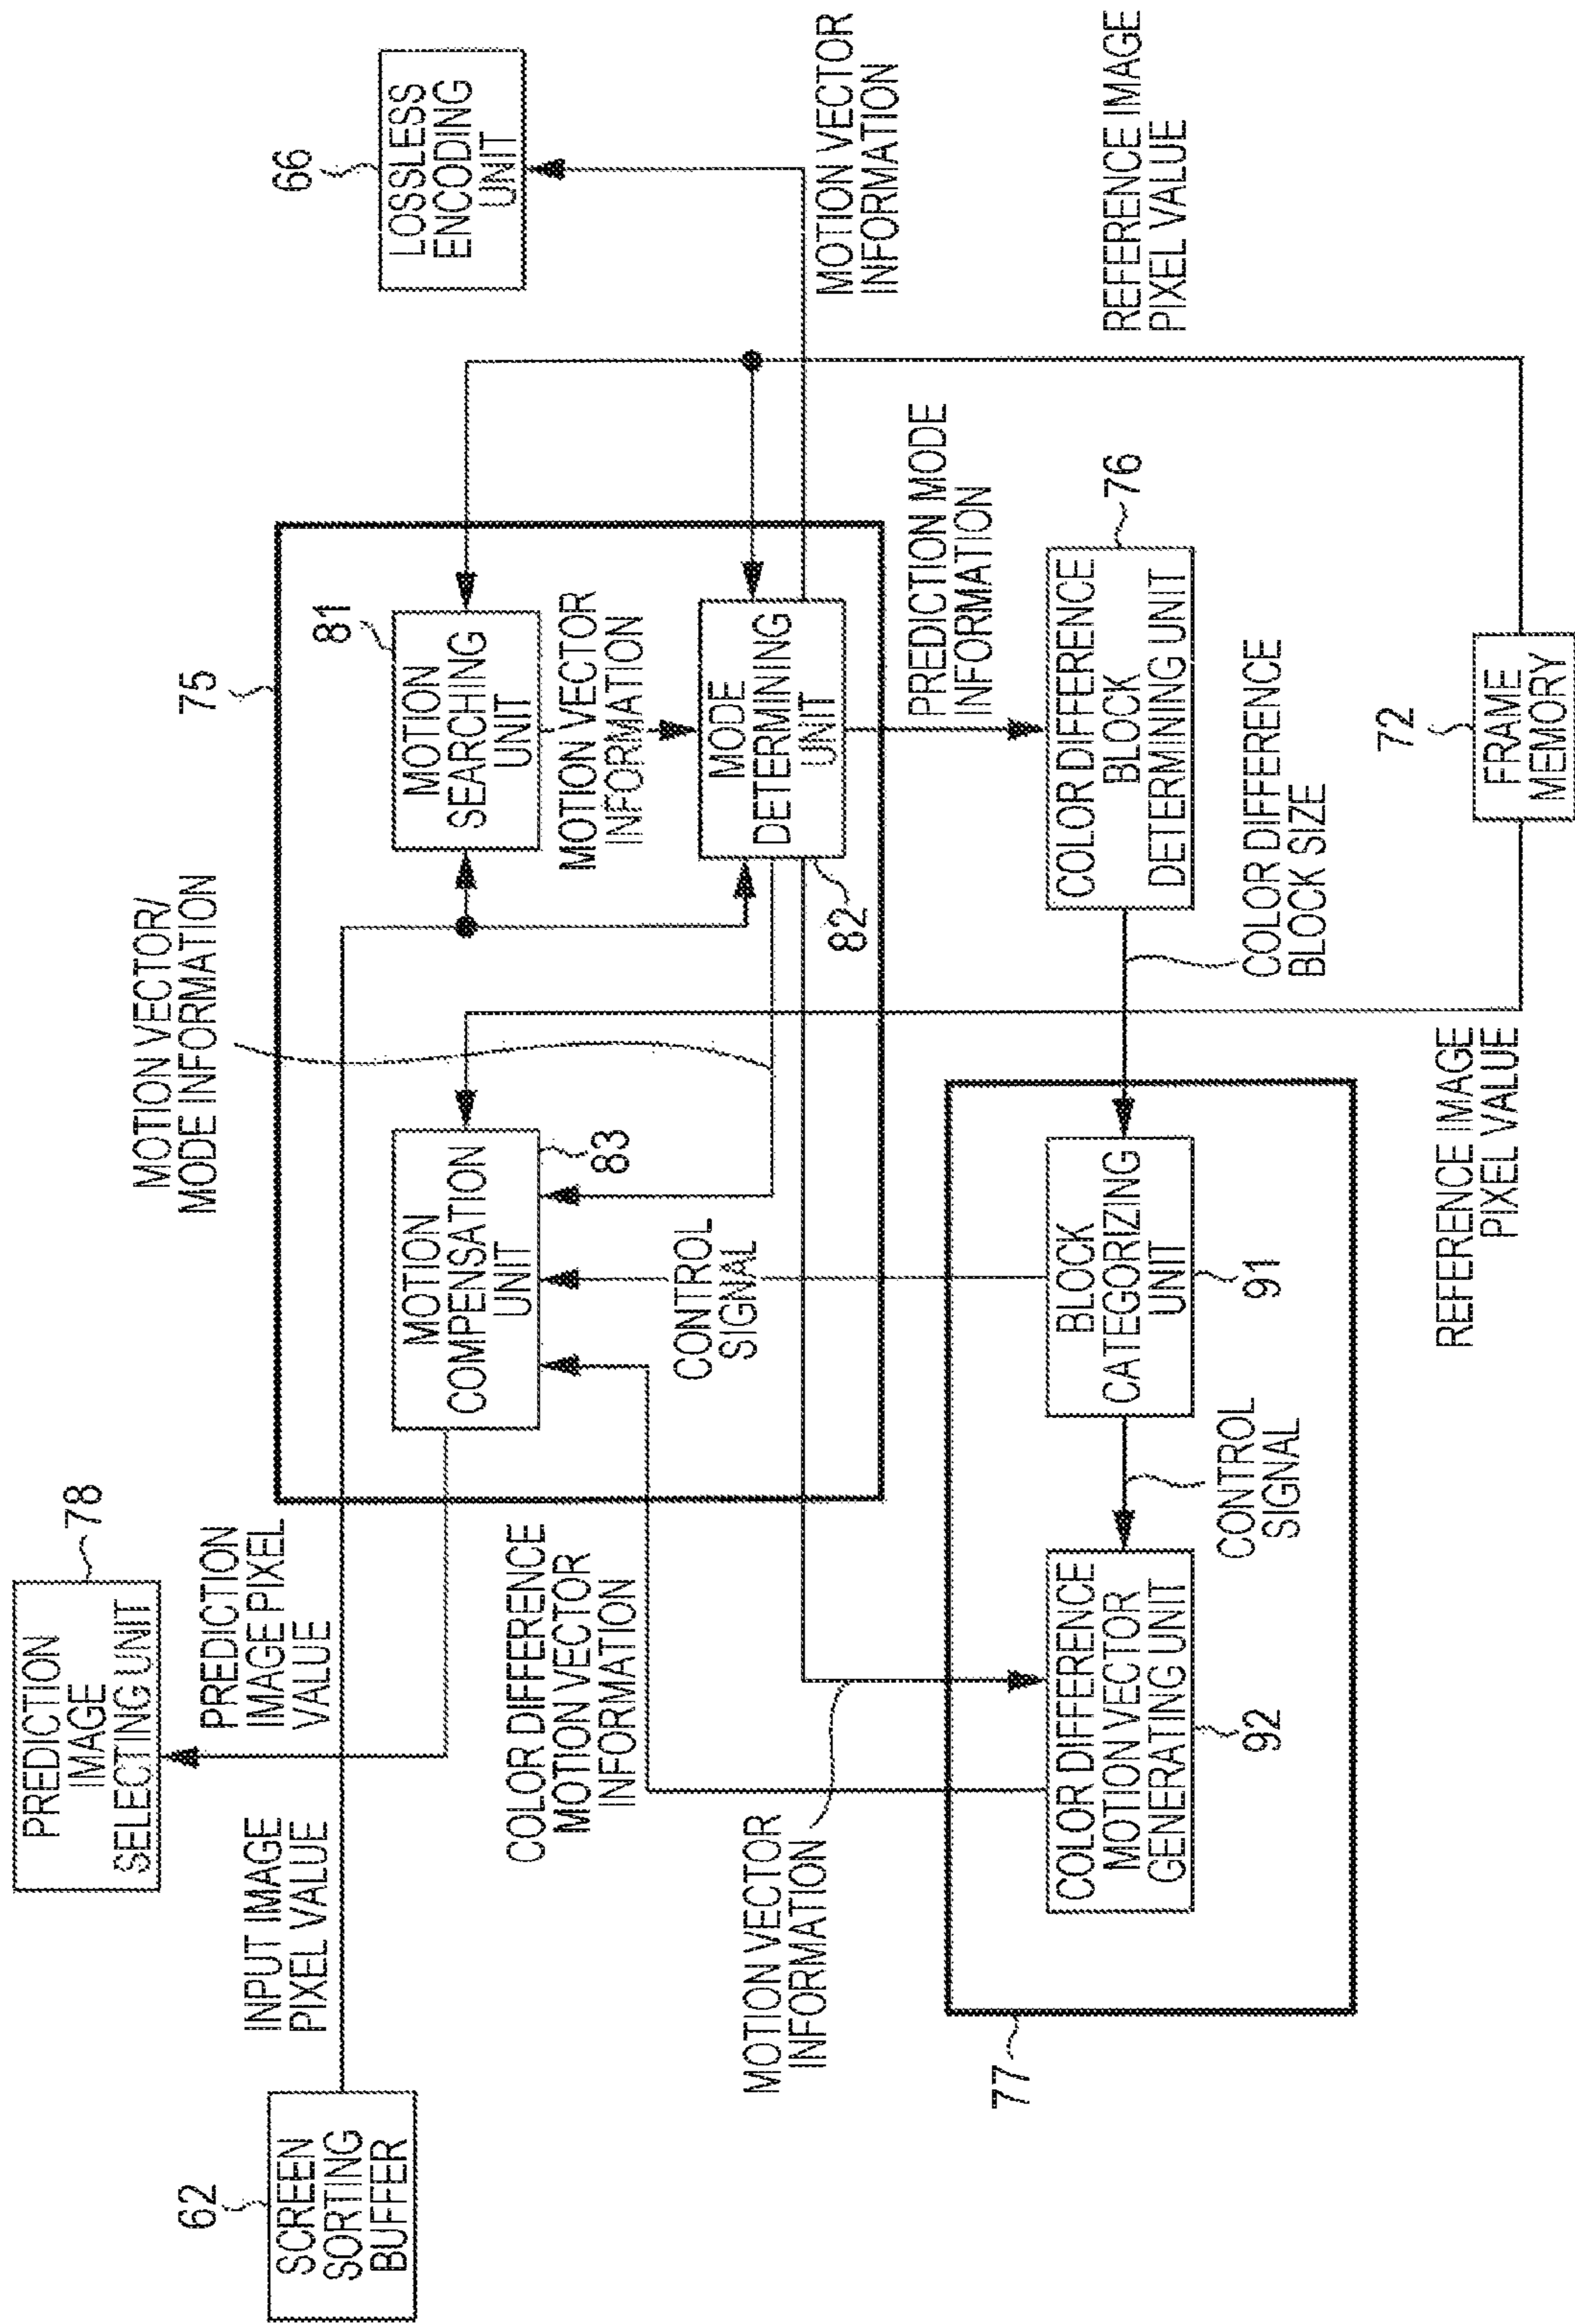 66
LOSSLESS
ENCODING
UNIT
MOTION VECTOR
INFORMATION
REFERENCE IMAGE
PIXEL VALUE
75
81
MOTION
SEARCHING
UNIT
MOTION VECTOR
INFORMATION
MODE
DETERMINING
UNIT
82
PREDICTION MODE
INFORMATION
76
COLOR DIFFERENCE
BLOCK
DETERMINING UNIT
COLOR DIFFERENCE
BLOCK SIZE
72
FRAME
MEMORY
MOTION VECTOR/
MODE INFORMATION
MOTION
COMPENSATION
UNIT
83
CONTROL
SIGNAL
BLOCK
CATEGORIZING
UNIT
91
CONTROL
SIGNAL
REFERENCE IMAGE
PIXEL VALUE
78
PREDICTION
IMAGE
SELECTING UNIT
PREDICTION
IMAGE PIXEL
VALUE
COLOR DIFFERENCE
MOTION VECTOR
INFORMATION
COLOR DIFFERENCE
MOTION VECTOR
GENERATING UNIT
92
INPUT IMAGE
PIXEL VALUE
MOTION VECTOR
INFORMATION
77
62
SCREEN
SORTING
BUFFER